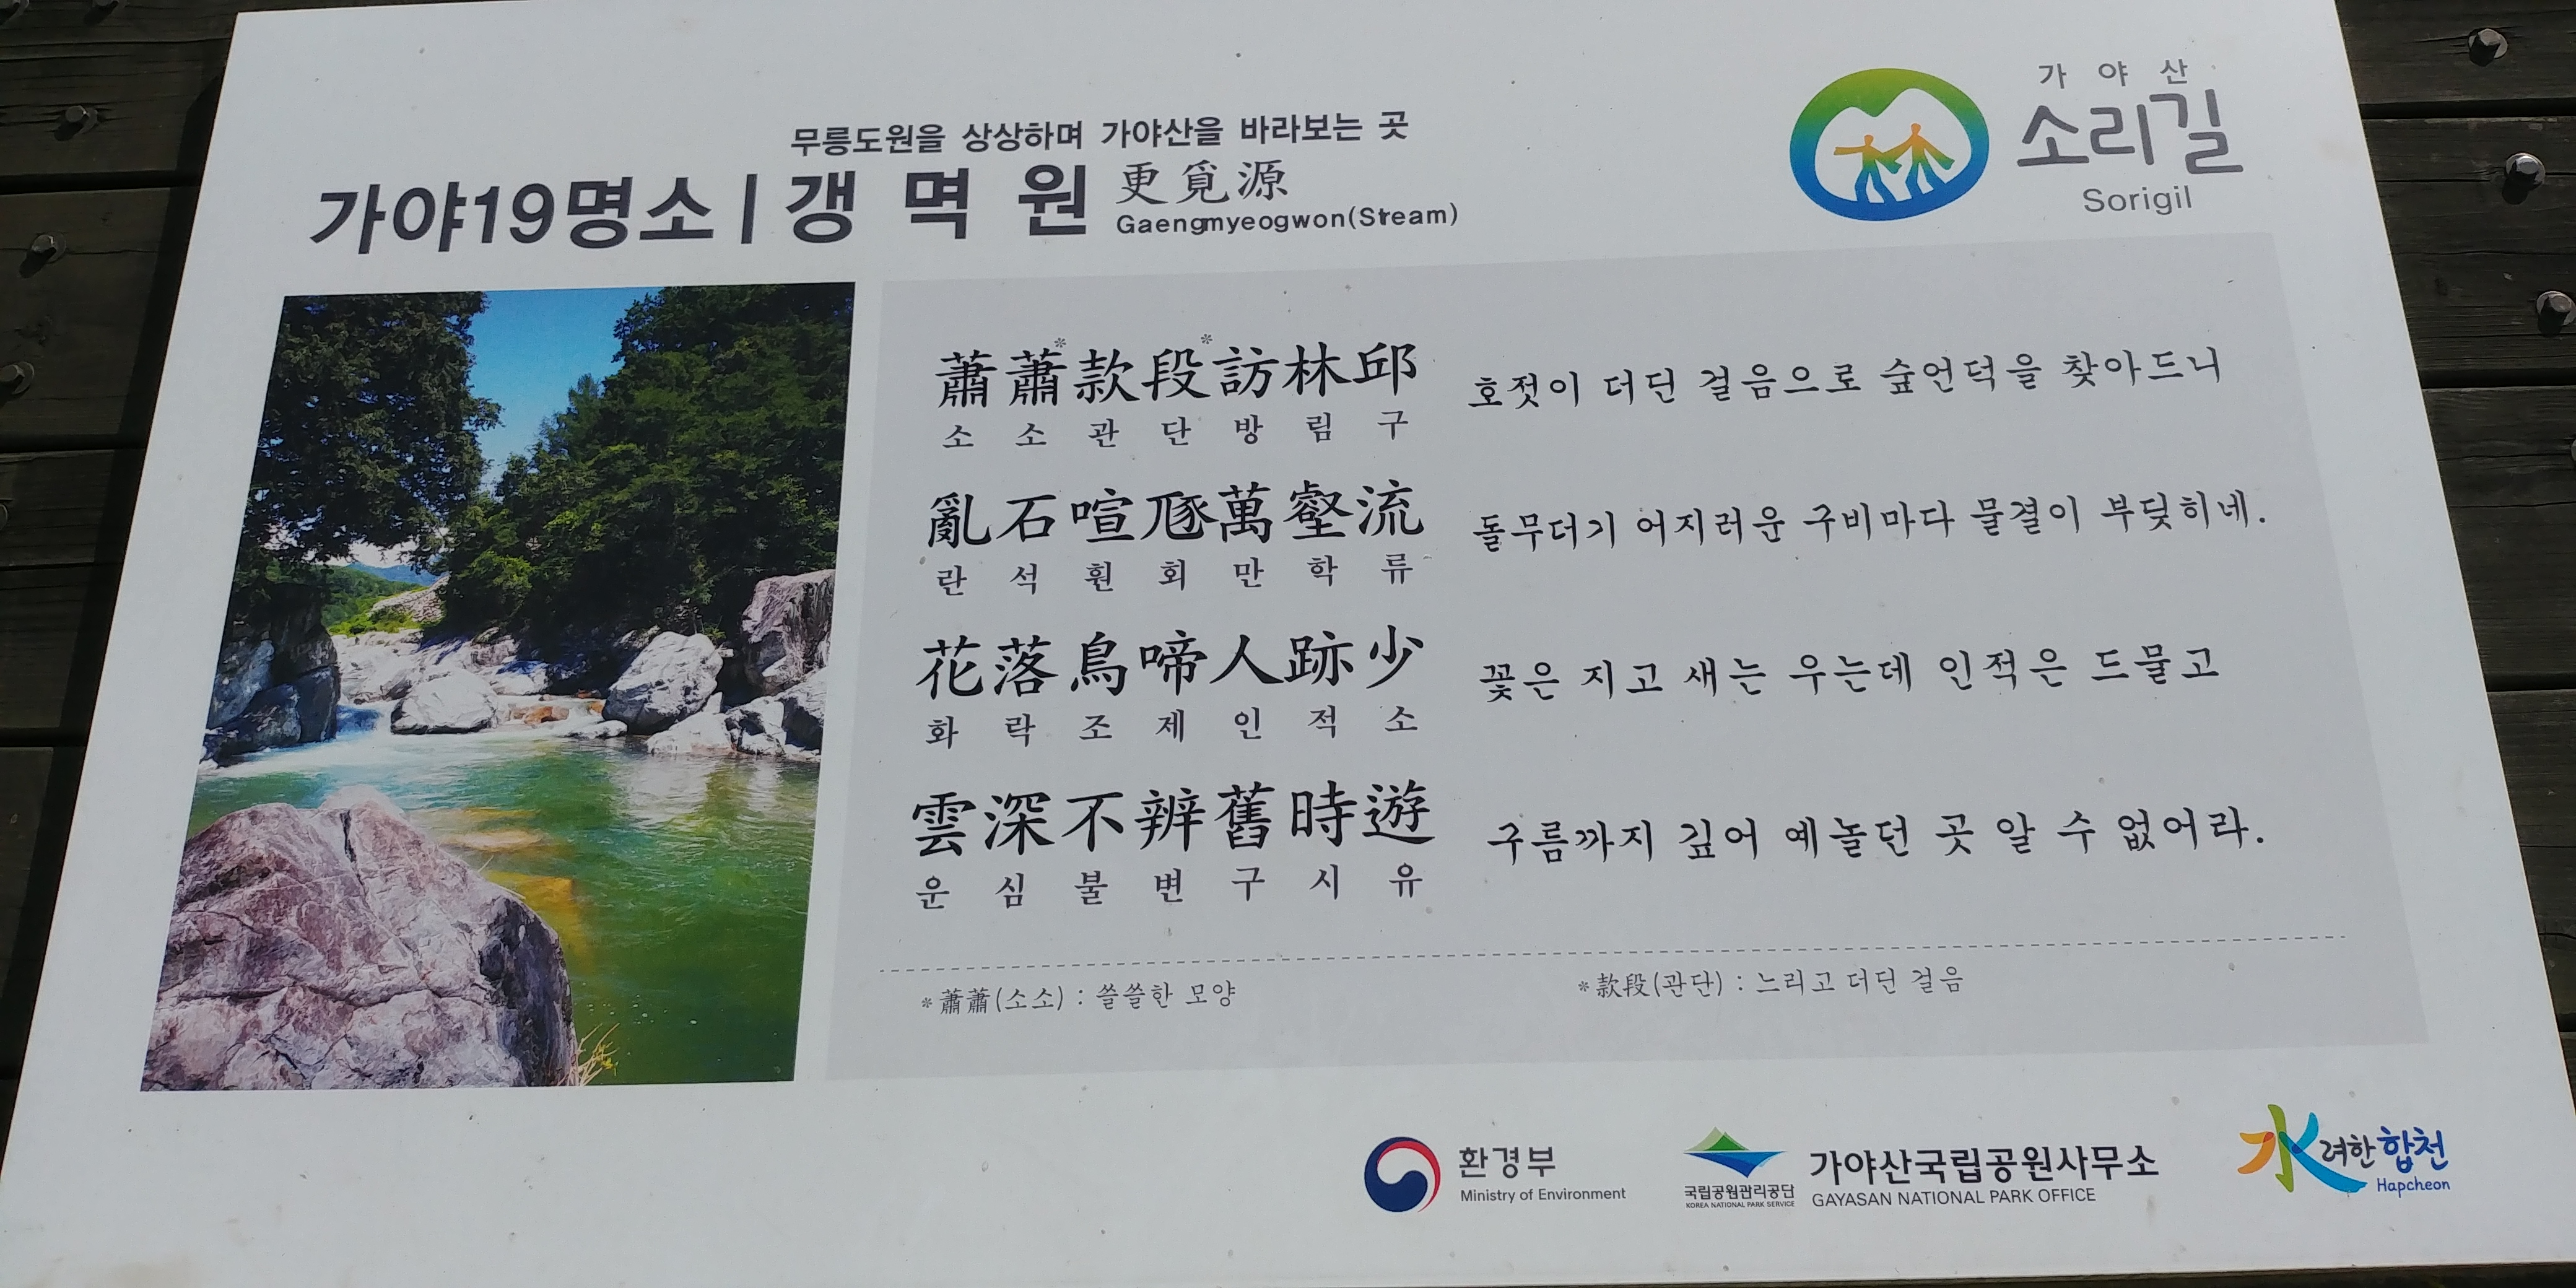 무릉도원을 상상하며 가야산을 바라보는 곳
가야19명소 | 갱멱원 更覓源
Gaengmyeogwon(Stream)
가야산
소리길
Sorigil
蕭蕭*款段*訪林邱
소 소 관 단 방 림 구
호젓이 더딘 걸음으로 숲언덕을 찾아드니
亂石喧豗萬壑流
란 석 훤 회 만 학 류
돌무더기 어지러운 구비마다 물결이 부딪히네.
花落鳥啼人跡少
화 락 조 제 인 적 소
꽃은 지고 새는 우는데 인적은 드물고
雲深不辨舊時遊
운 심 불 변 구 시 유
구름까지 깊어 예놀던 곳 알 수 없어라.
*蕭蕭(소소) : 쓸쓸한 모양
*款段(관단) : 느리고 더딘 걸음
환경부
Ministry of Environment
국립공원관리공단
KOREA NATIONAL PARK SERVICE
가야산국립공원사무소
GAYASAN NATIONAL PARK OFFICE
水려한 합천
Hapcheon